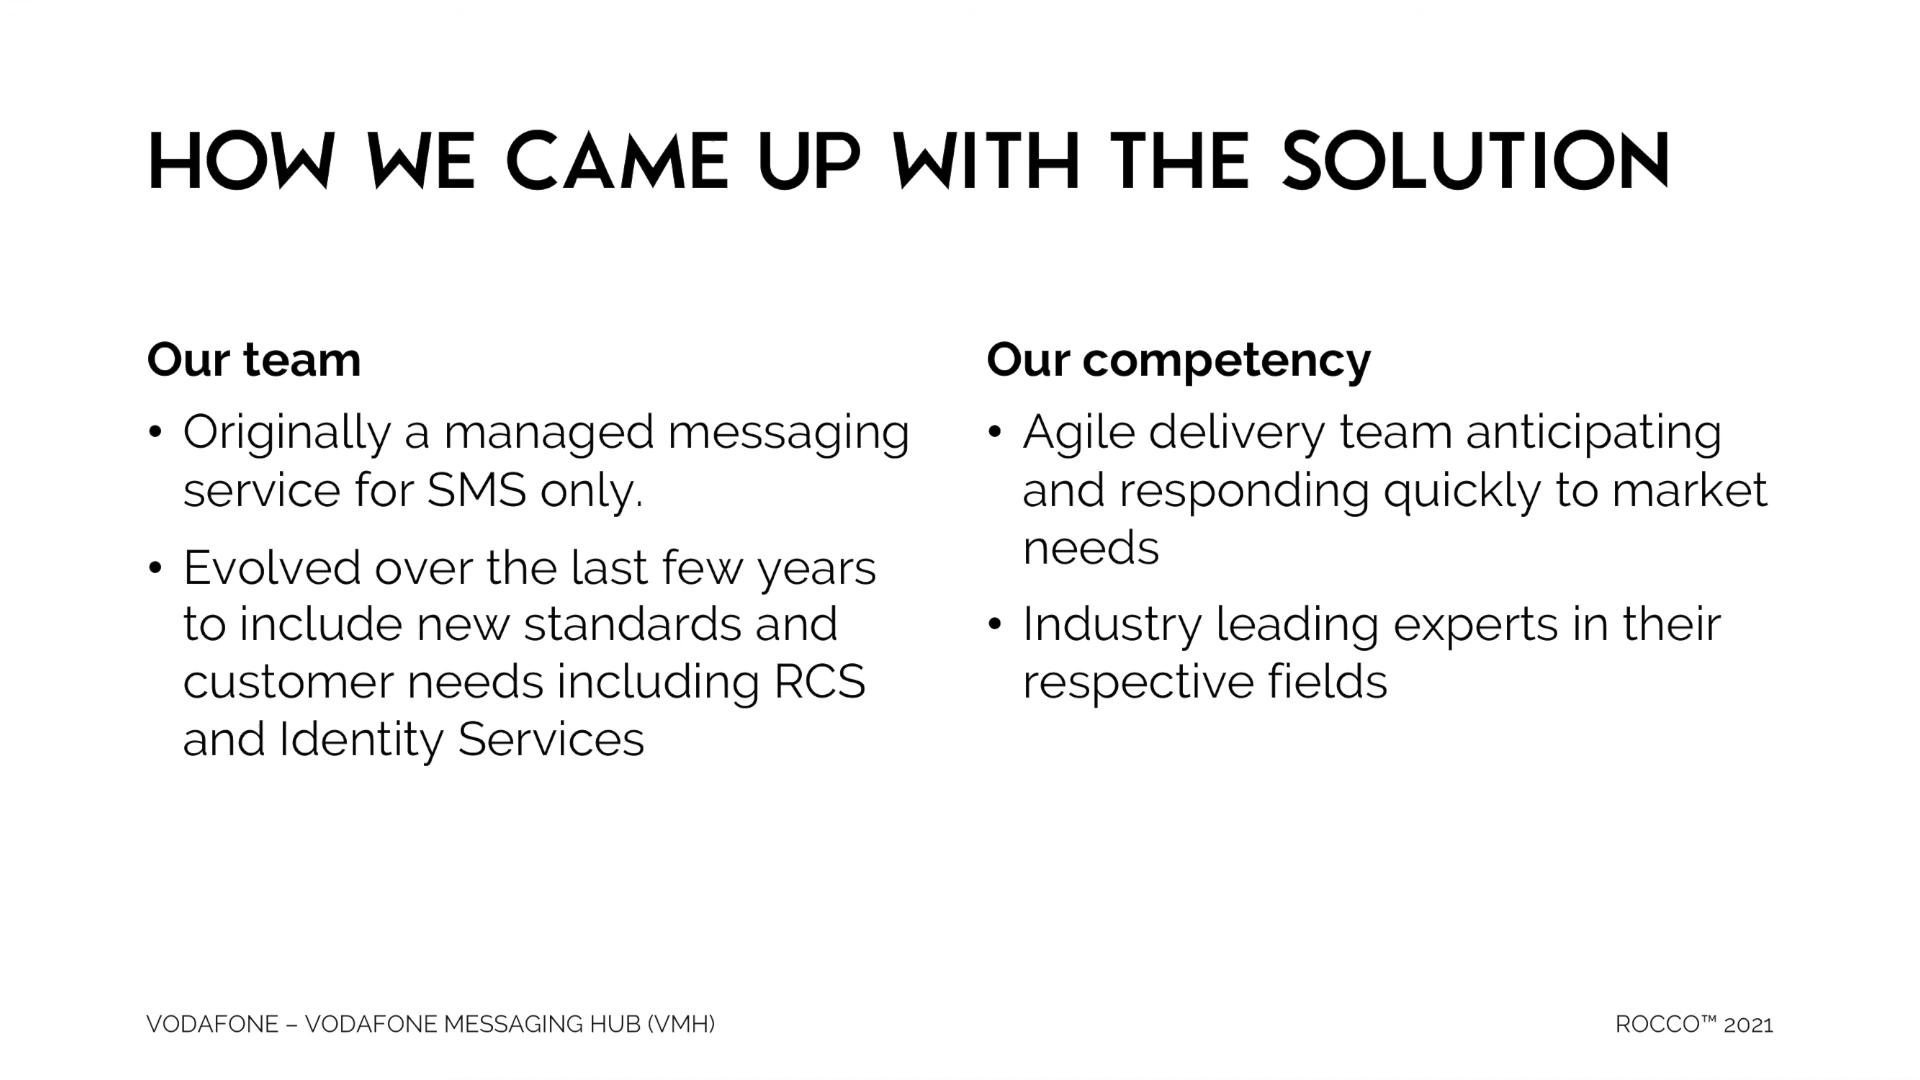 HOW WE CAME UP WITH THE SOLUTION
Our team
• Originally a managed messaging
service for SMS only.
• Evolved over the last few years
to include new standards and
customer needs including RCS
and Identity Services
Our competency
• Agile delivery team anticipating
and responding quickly to market
needs
• Industry leading experts in their
respective fields
VODAFONE – VODAFONE MESSAGING HUB (VMH)
ROCCO™ 2021